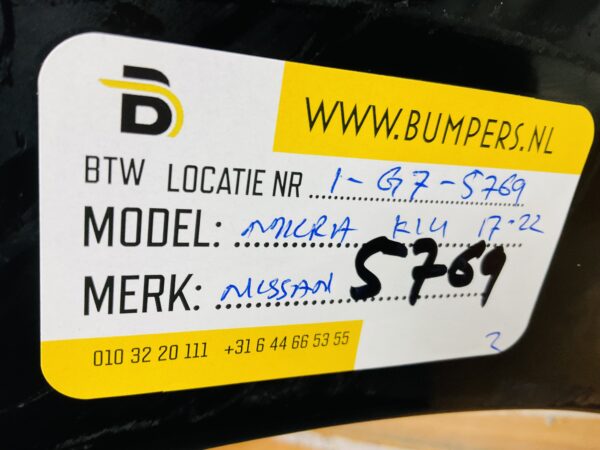 B
WWW.BUMPERS.NL
BTW LOCATIE NR 1-G7-5769
MODEL: MICRA K14 17-22
MERK: NISSAN 5769
010 32 20 111 +31 6 44 66 53 55
2